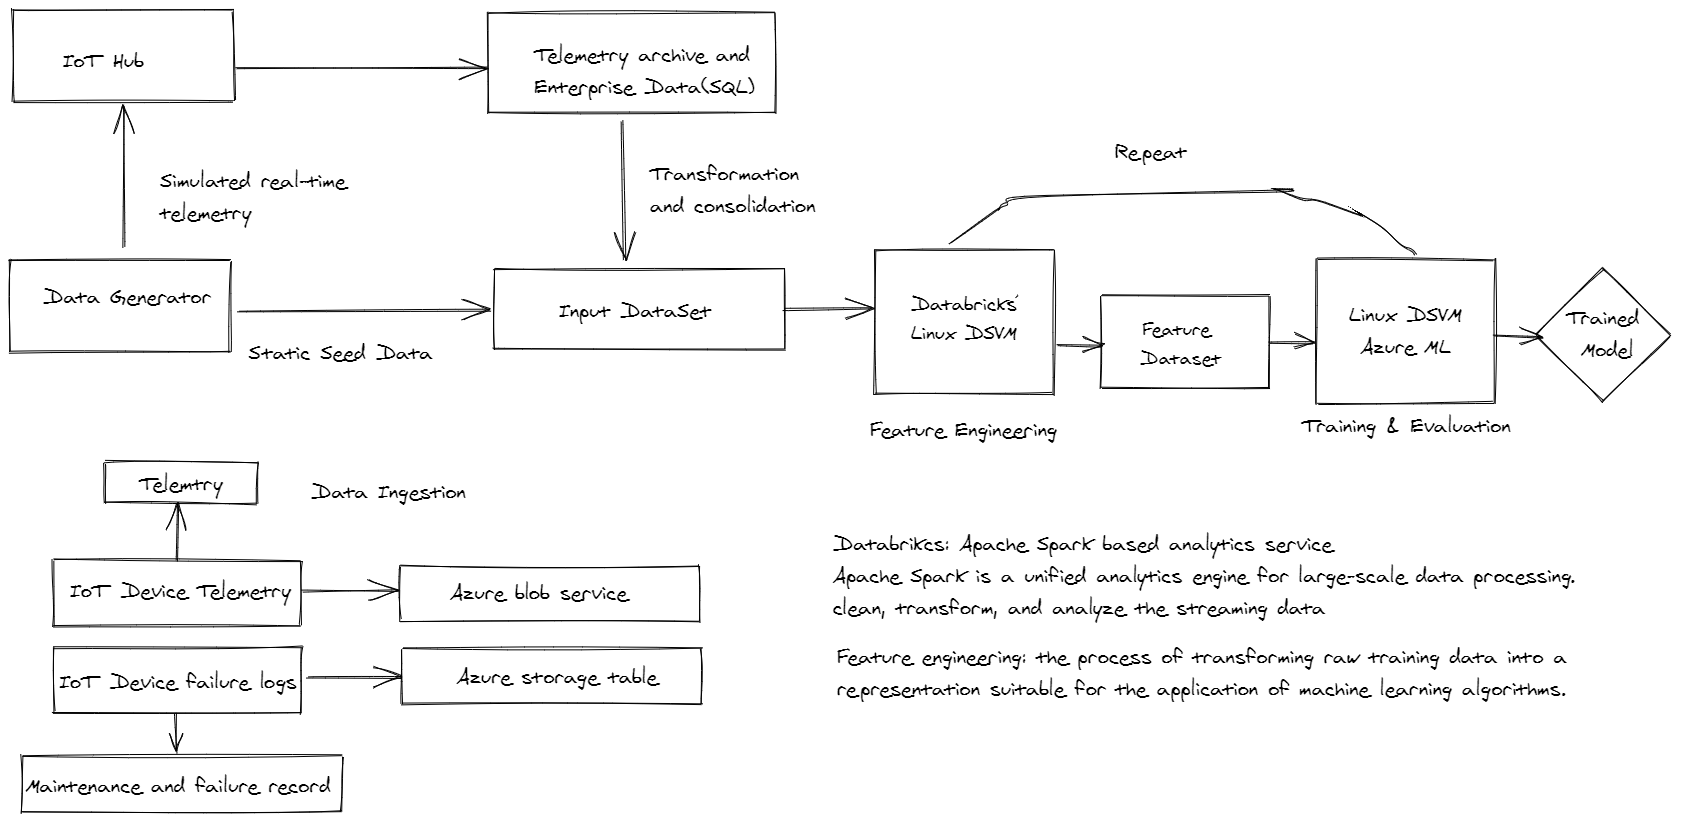 IoT Hub
Telemetry archive and
Enterprise Data(SQL)
Repeat
Simulated real-time
telemetry
Transformation
and consolidation
Data Generator
Static Seed Data
Input DataSet
Databricks'
Linux DSVM
Feature Engineering
Feature
Dataset
Linux DSVM
Azure ML
Training & Evaluation
Trained
Model
Telemtry
Data Ingestion
IoT Device Telemetry
Azure blob service
IoT Device failure logs
Azure storage table
Maintenance and failure record
Databrikcs: Apache Spark based analytics service
Apache Spark is a unified analytics engine for large-scale data processing.
clean, transform, and analyze the streaming data
Feature engineering: the process of transforming raw training data into a
representation suitable for the application of machine learning algorithms.